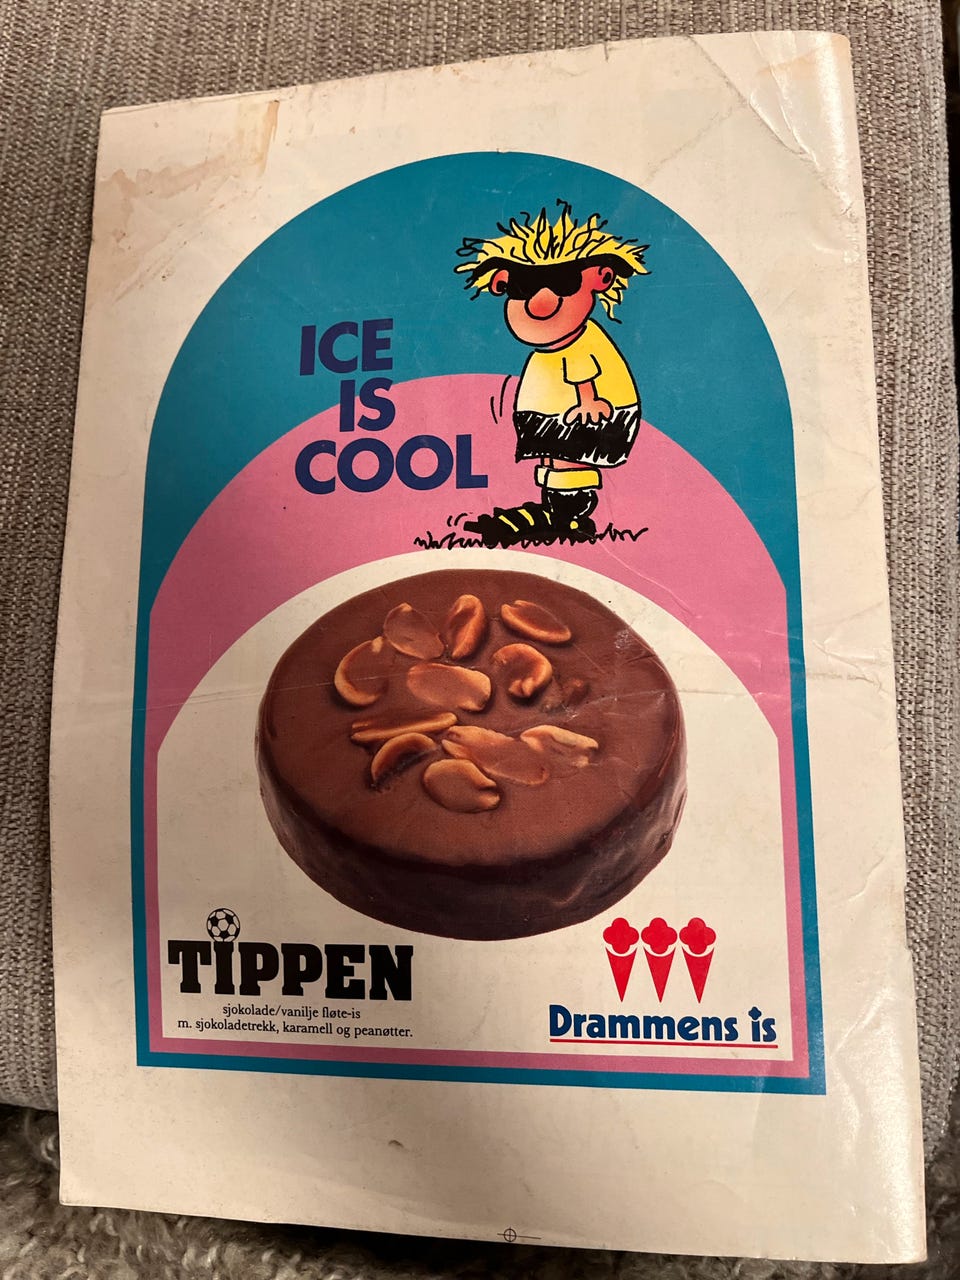 ICE
IS
COOL
TIPPEN
sjokolade/vanilje fløte-is
m. sjokoladetrekk, karamell og peanøtter.
Drammens is